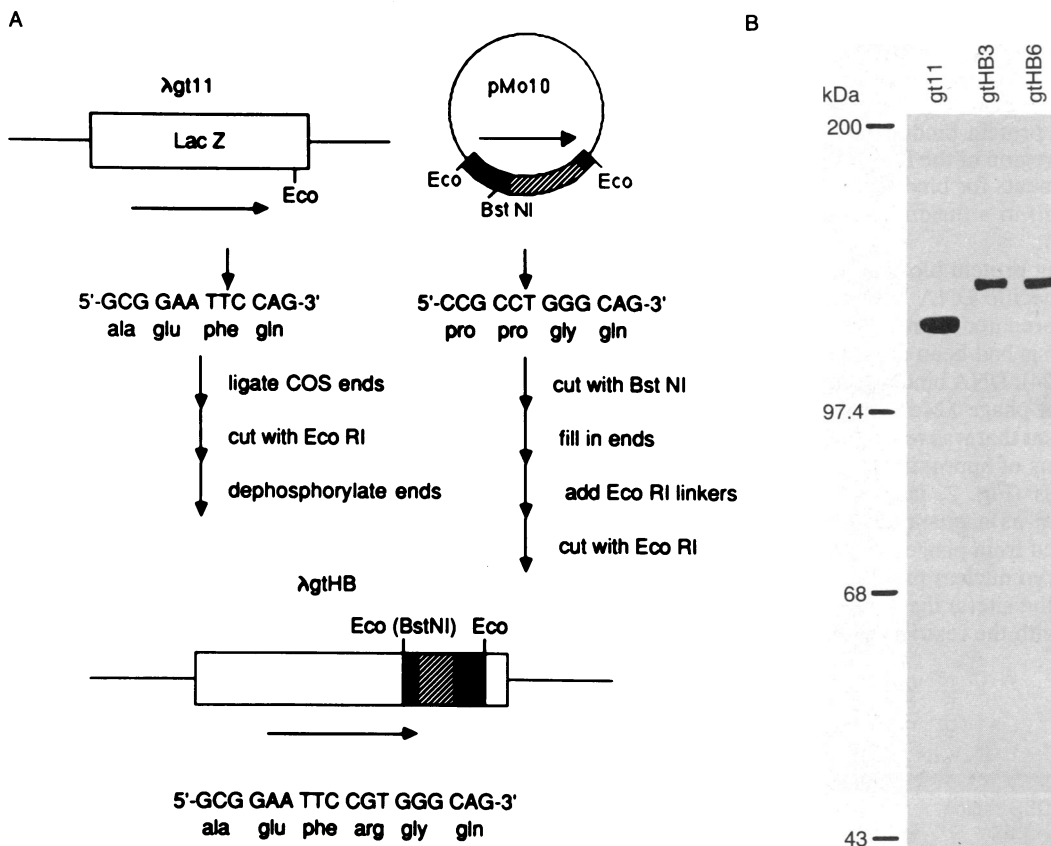 A
λgt11
Lac Z
Eco
pMo10
Eco
Eco
Bst NI
5'-GCG GAA TTC CAG-3'
ala glu phe gln
5'-CCG CCT GGG CAG-3'
pro pro gly gln
ligate COS ends
cut with Eco RI
dephosphorylate ends
cut with Bst NI
fill in ends
add Eco RI linkers
cut with Eco RI
λgtHB
Eco (BstNI) Eco
5'-GCG GAA TTC CGT GGG CAG-3'
ala glu phe arg gly gln
B
kDa
gt11
gtHB3
gtHB6
200
97.4
68
43